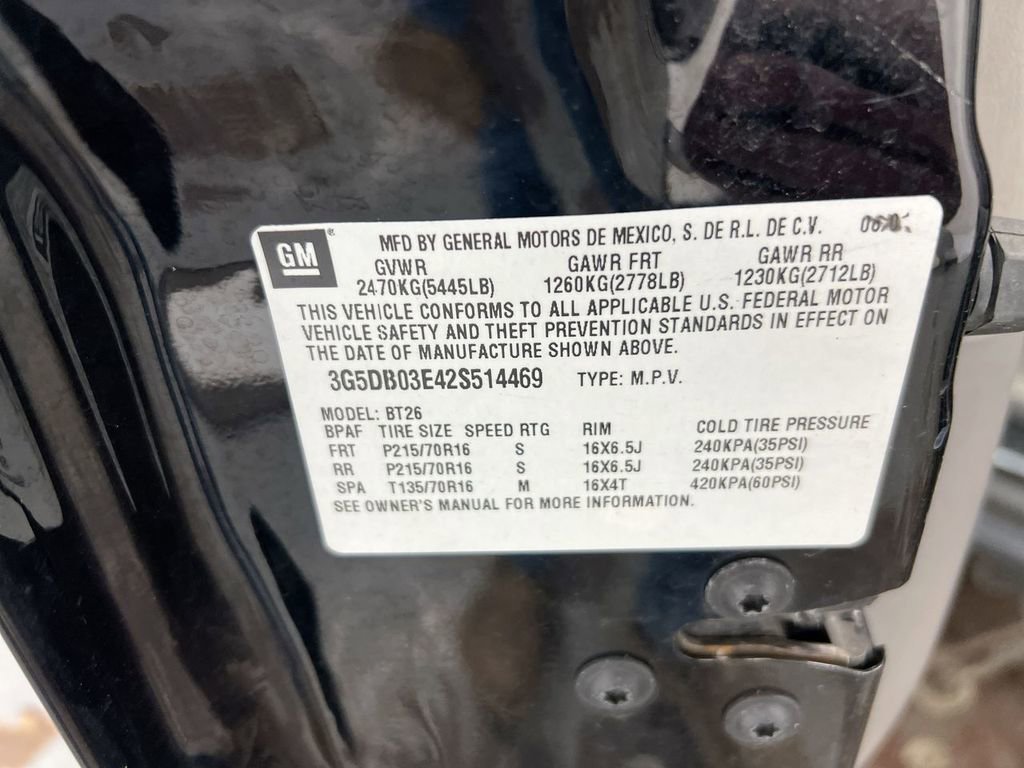 GM
MFD BY GENERAL MOTORS DE MEXICO, S. DE R.L. DE C.V.
GVWR GAWR FRT GAWR RR
2470KG(5445LB) 1260KG(2778LB) 1230KG(2712LB)
THIS VEHICLE CONFORMS TO ALL APPLICABLE U.S. FEDERAL MOTOR
VEHICLE SAFETY AND THEFT PREVENTION STANDARDS IN EFFECT ON
THE DATE OF MANUFACTURE SHOWN ABOVE.
3G5DB03E42S514469 TYPE: M.P.V.
MODEL: BT26
BPAF TIRE SIZE SPEED RTG RIM COLD TIRE PRESSURE
FRT P215/70R16 S 16X6.5J 240KPA(35PSI)
RR P215/70R16 S 16X6.5J 240KPA(35PSI)
SPA T135/70R16 M 16X4T 420KPA(60PSI)
SEE OWNER'S MANUAL FOR MORE INFORMATION.